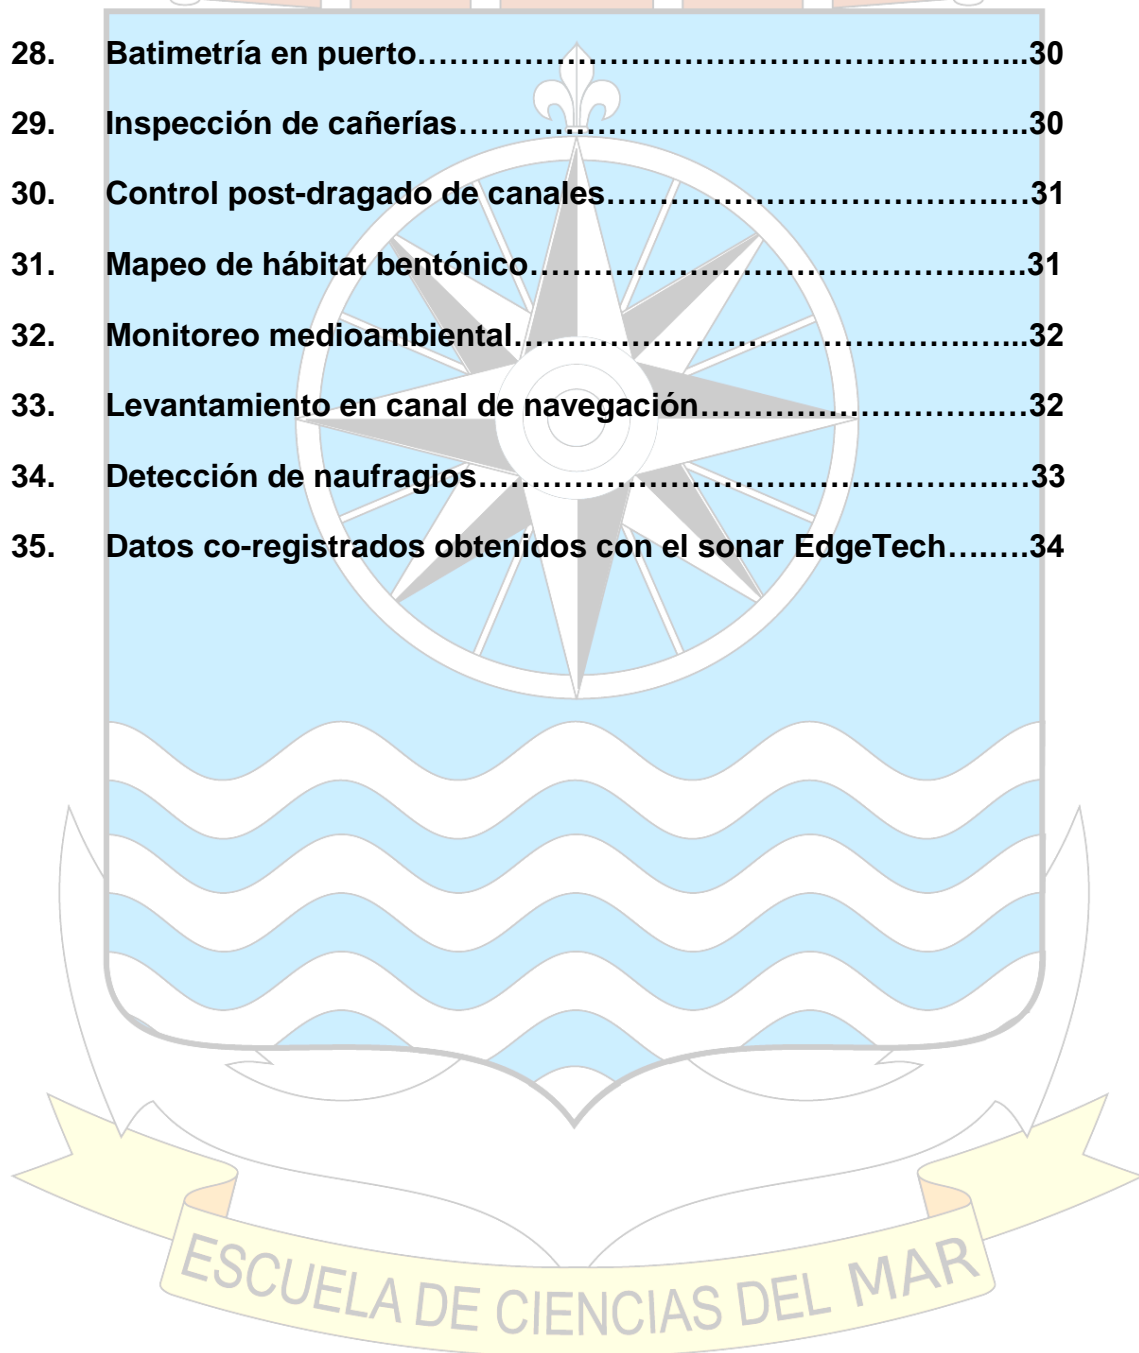 28. Batimetría en puerto……………………………………………….…...30
29. Inspección de cañerías…………………………………………….…..30
30. Control post-dragado de canales……………………………….…31
31. Mapeo de hábitat bentónico…………………………………….….31
32. Monitoreo medioambiental…………………………………….…...32
33. Levantamiento en canal de navegación……………………….…32
34. Detección de naufragios……………………………………………….…33
35. Datos co-registrados obtenidos con el sonar EdgeTech….….34
ESCUELA DE CIENCIAS DEL MAR